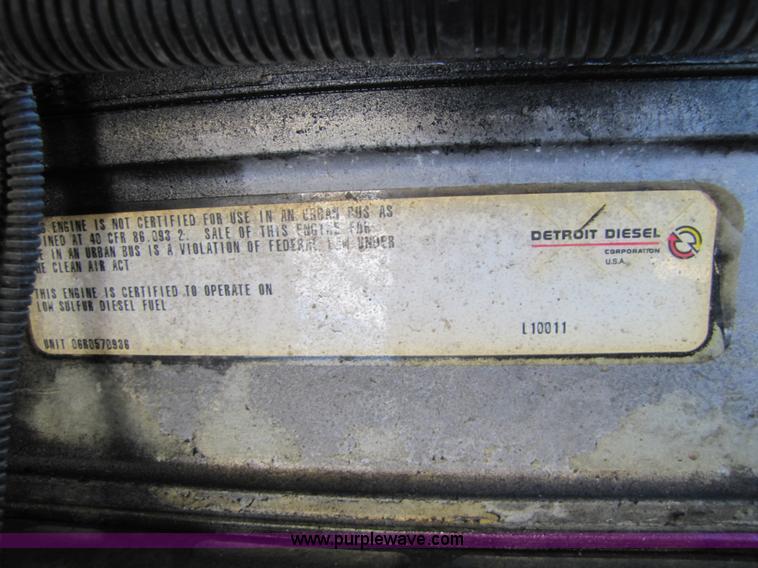 ENGINE IS NOT CERTIFIED FOR USE IN AN URBAN BUS AS
INED AT 40 CFR 86.093 2. SALE OF THIS ENGINE FOR
E IN AN URBAN BUS IS A VIOLATION OF FEDERAL LAW UNDER
HE CLEAN AIR ACT
THIS ENGINE IS CERTIFIED TO OPERATE ON
LOW SULFUR DIESEL FUEL
UNIT 06R0570936
DETROIT DIESEL
CORPORATION
U.S.A.
L10011
www.purplewave.com